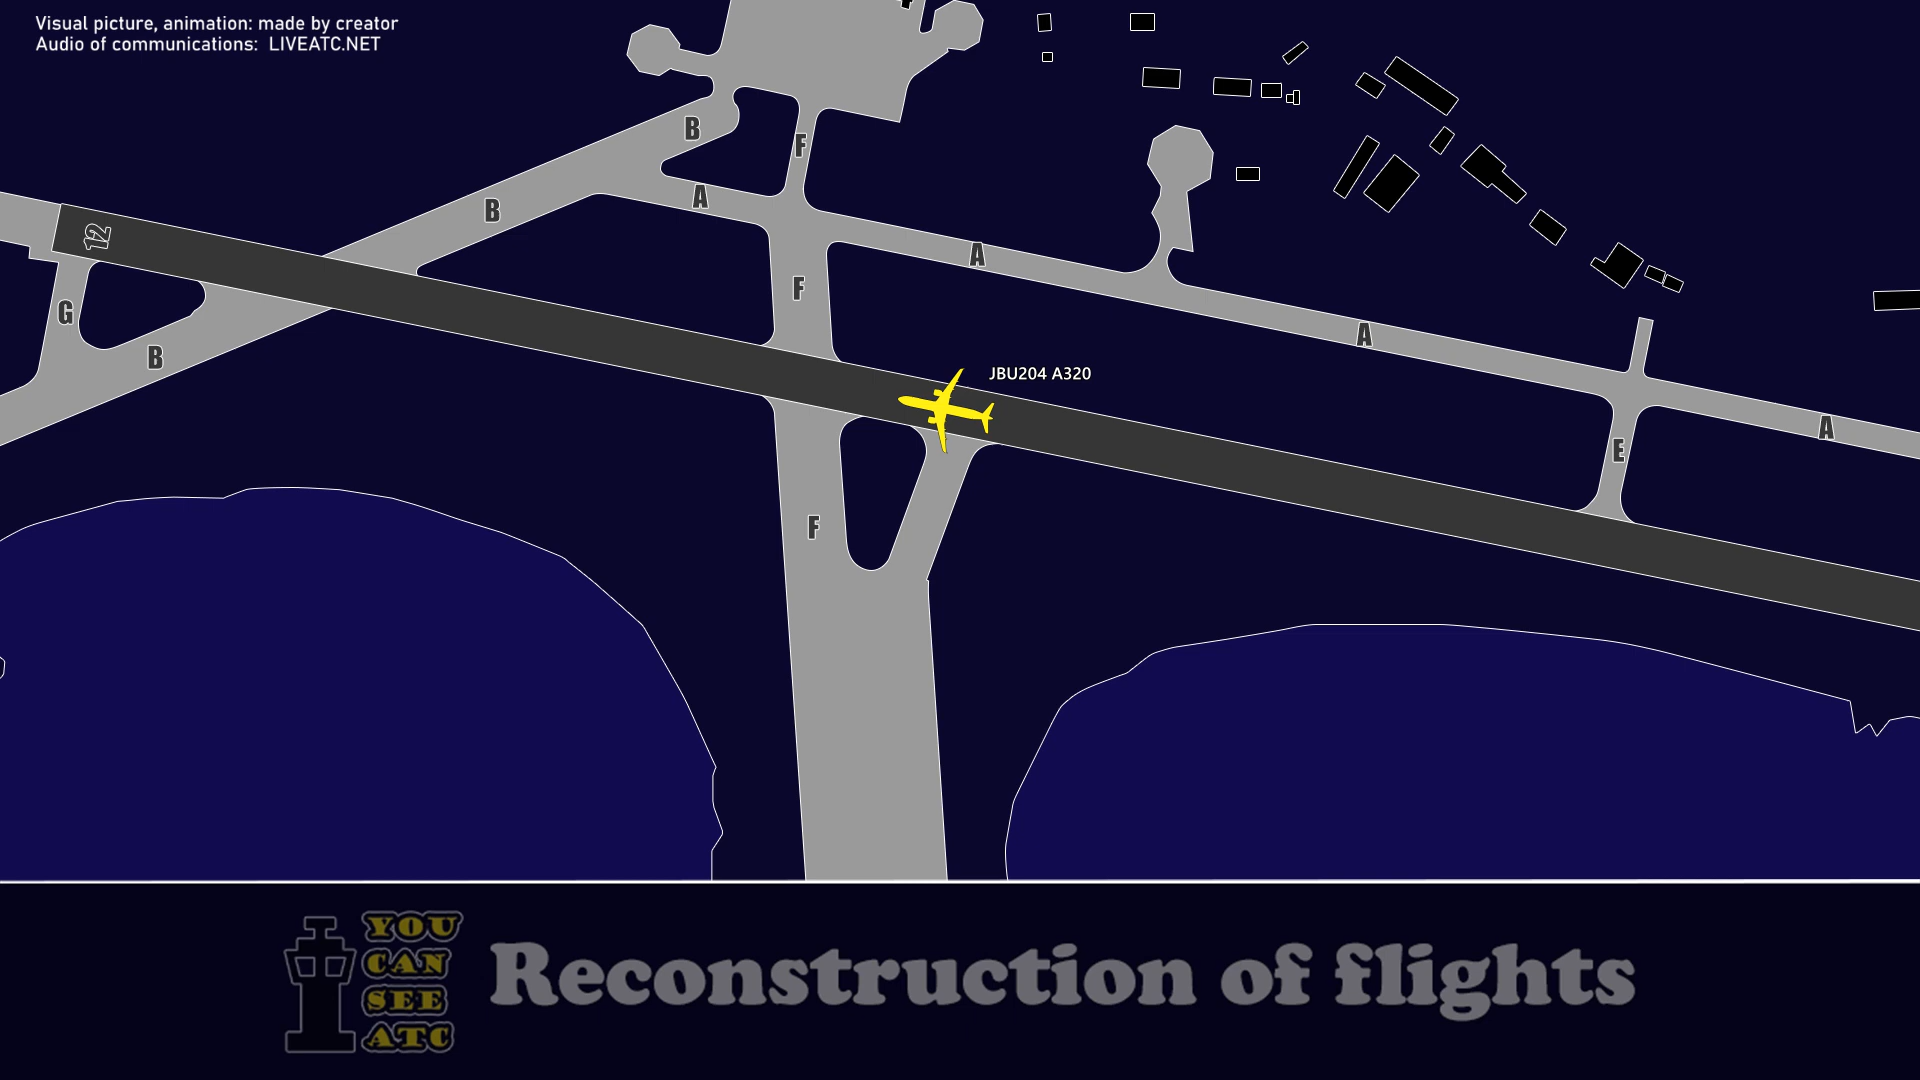 Visual picture, animation: made by creator
Audio of communications: LIVEATC.NET
B
F
A
B
12
A
F
G
A
B
JBU204 A320
A
E
F
YOU
CAN
SEE
ATC
Reconstruction of flights